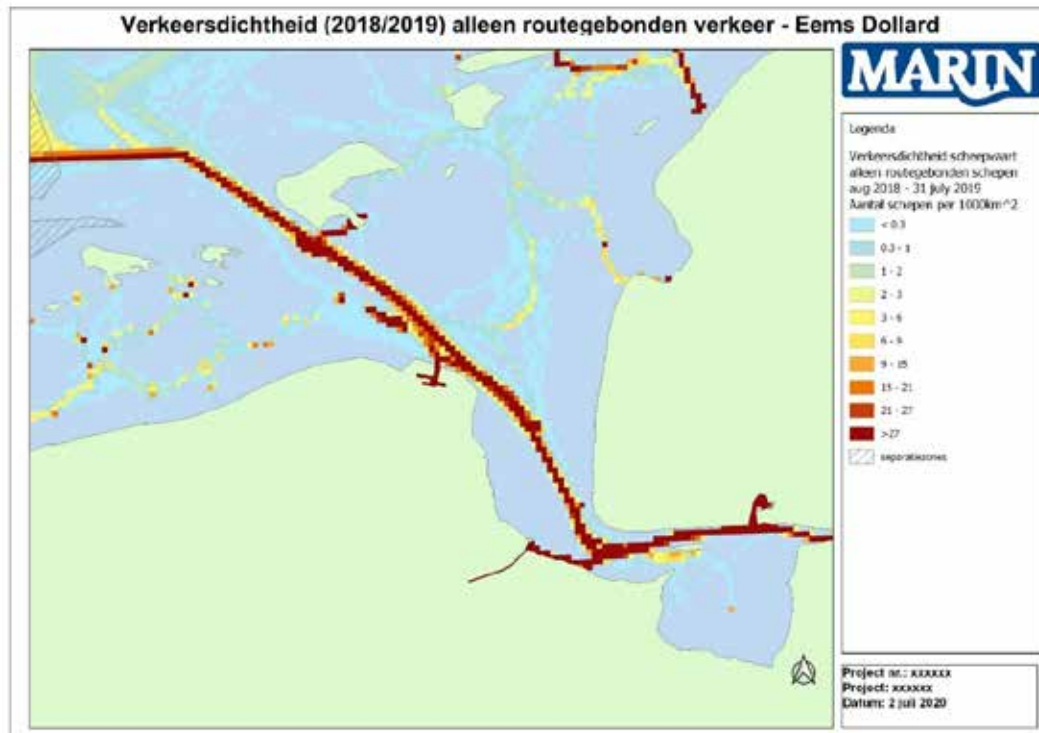 Verkeersdichtheid (2018/2019) alleen routegebonden verkeer - Eems Dollard
MARIN
Legenda
Verkeersdichtheid scheepvaart
alleen routegebonden schepen
aug 2018 - 31 july 2019
Aantal schepen per 1000km^2
< 0.3
0.3 - 1
1 - 2
2 - 3
3 - 6
6 - 9
9 - 15
15 - 21
21 - 27
>27
separatiezones
Project nr.: xxxxxx
Project: xxxxxx
Datum: 2 juli 2020